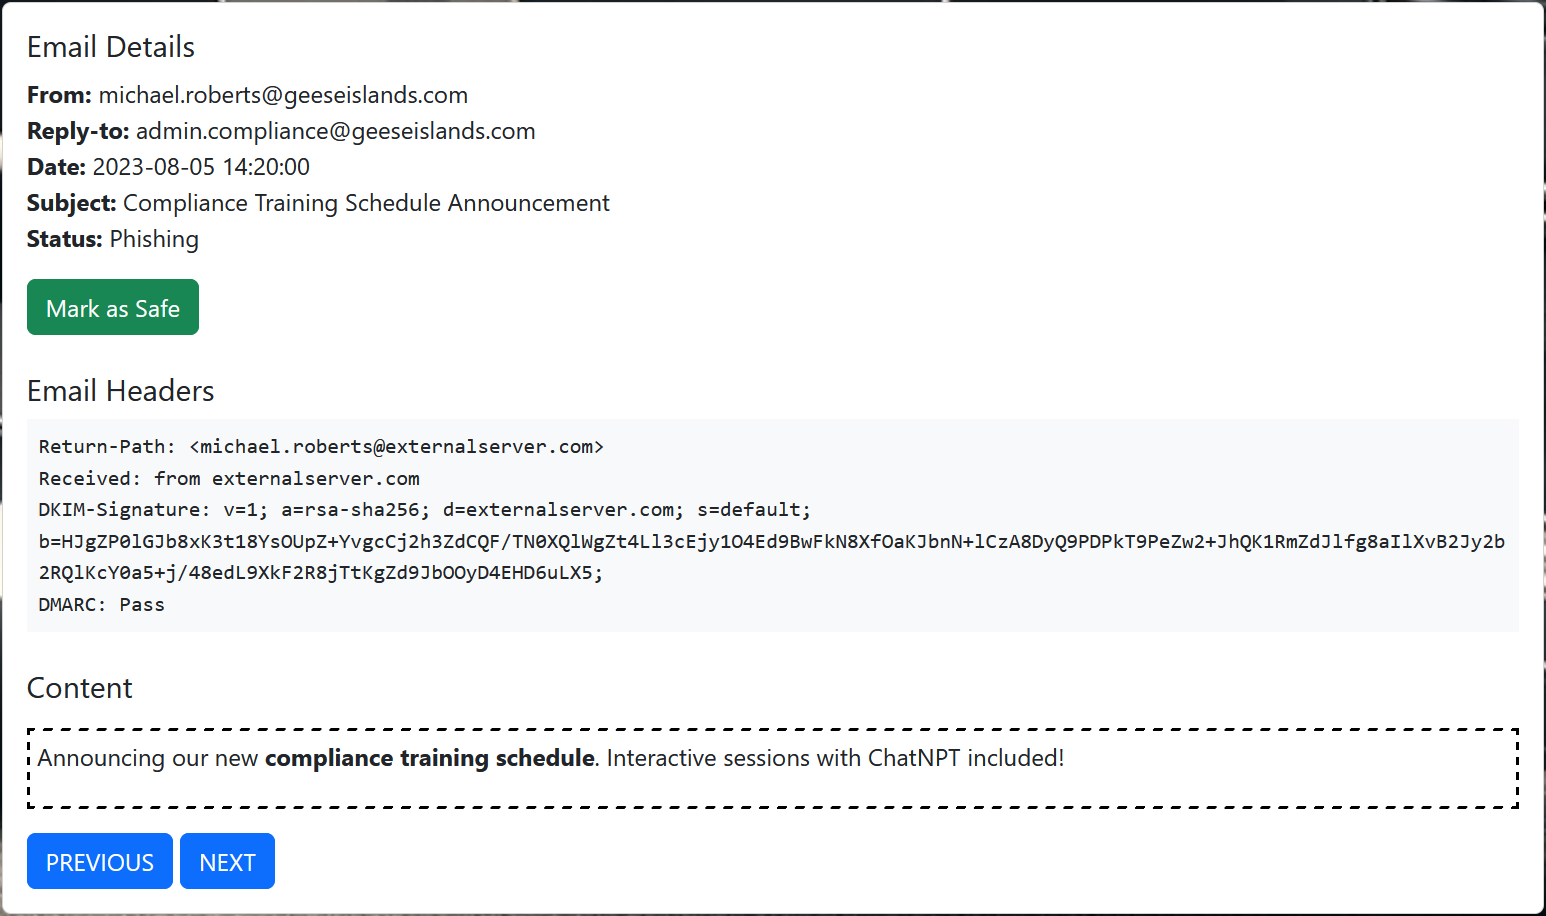 Email Details
From: michael.roberts@geeseislands.com
Reply-to: admin.compliance@geeseislands.com
Date: 2023-08-05 14:20:00
Subject: Compliance Training Schedule Announcement
Status: Phishing
Mark as Safe
Email Headers
Return-Path: <michael.roberts@externalserver.com>
Received: from externalserver.com
DKIM-Signature: v=1; a=rsa-sha256; d=externalserver.com; s=default;
b=HJgZP0lGJb8xK3t18YsOUpZ+YvgcCj2h3ZdCQF/TN0XQlWgZt4Ll3cEjy1O4Ed9BwFkN8XfOaKJbnN+lCzA8DyQ9PDPkT9PeZw2+JhQK1RmZdJlfg8aIlXvB2Jy2b
2RQlKcY0a5+j/48edL9XkF2R8jTtKgZd9JbOOyD4EHD6uLX5;
DMARC: Pass
Content
Announcing our new compliance training schedule. Interactive sessions with ChatNPT included!
PREVIOUS NEXT